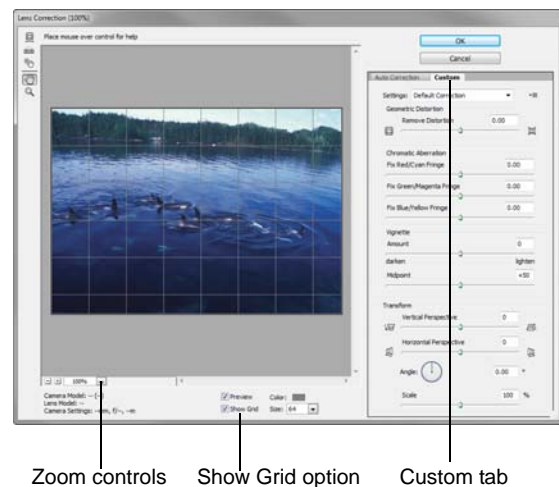 Lens Correction (100%)
Place mouse over control for help
OK
Cancel
Auto Correction Custom
Settings: Default Correction
Geometric Distortion
Remove Distortion 0.00
Chromatic Aberration
Fix Red/Cyan Fringe 0.00
Fix Green/Magenta Fringe 0.00
Fix Blue/Yellow Fringe 0.00
Vignette
Amount 0
darken lighten
Midpoint +50
Transform
Vertical Perspective 0
Horizontal Perspective 0
Angle: 0.00 °
Scale 100 %
100%
Camera Model: -- (--)
Lens Model: --
Camera Settings: --mm, f/--, --m
Preview Color:
Show Grid Size: 64
Zoom controls Show Grid option Custom tab